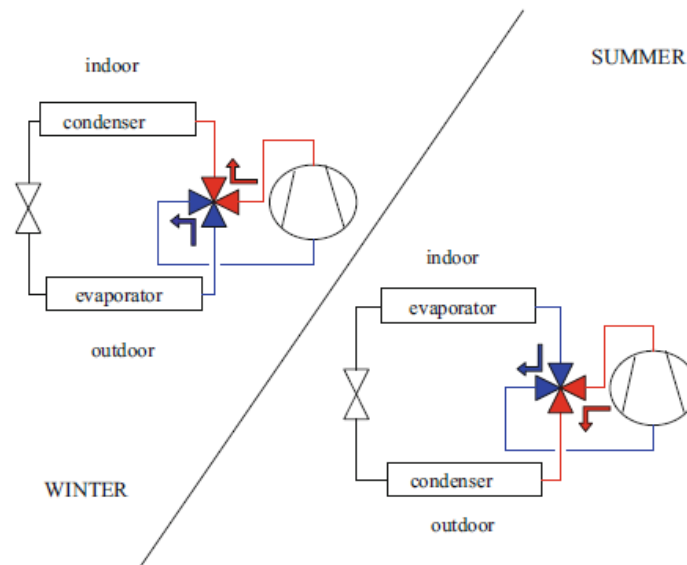 indoor
condenser
evaporator
outdoor
WINTER
SUMMER
indoor
evaporator
condenser
outdoor